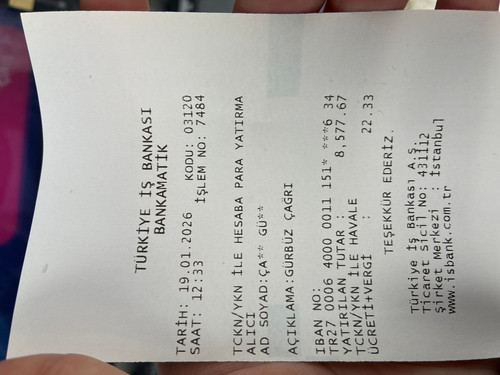 TÜRKİYE İŞ BANKASI
BANKAMATİK
TARİH: 19.01.2026 KODU: 03120
SAAT: 12:33 İŞLEM NO: 7484
TCKN/YKN İLE HESABA PARA YATIRMA
ALICI
AD SOYAD:ÇA** GÜ**
AÇIKLAMA:GÜRBÜZ ÇAĞRI
IBAN NO:
TR27 0006 4000 0011 151* ***6 34
YATIRILAN TUTAR : 8,577.67
TCKN/YKN İLE HAVALE
ÜCRETİ+VERGİ : 22.33
TEŞEKKÜR EDERİZ.
Türkiye İş Bankası A.Ş.
Ticaret Sicil No: 431112
Şirket Merkezi : İstanbul
www.isbank.com.tr